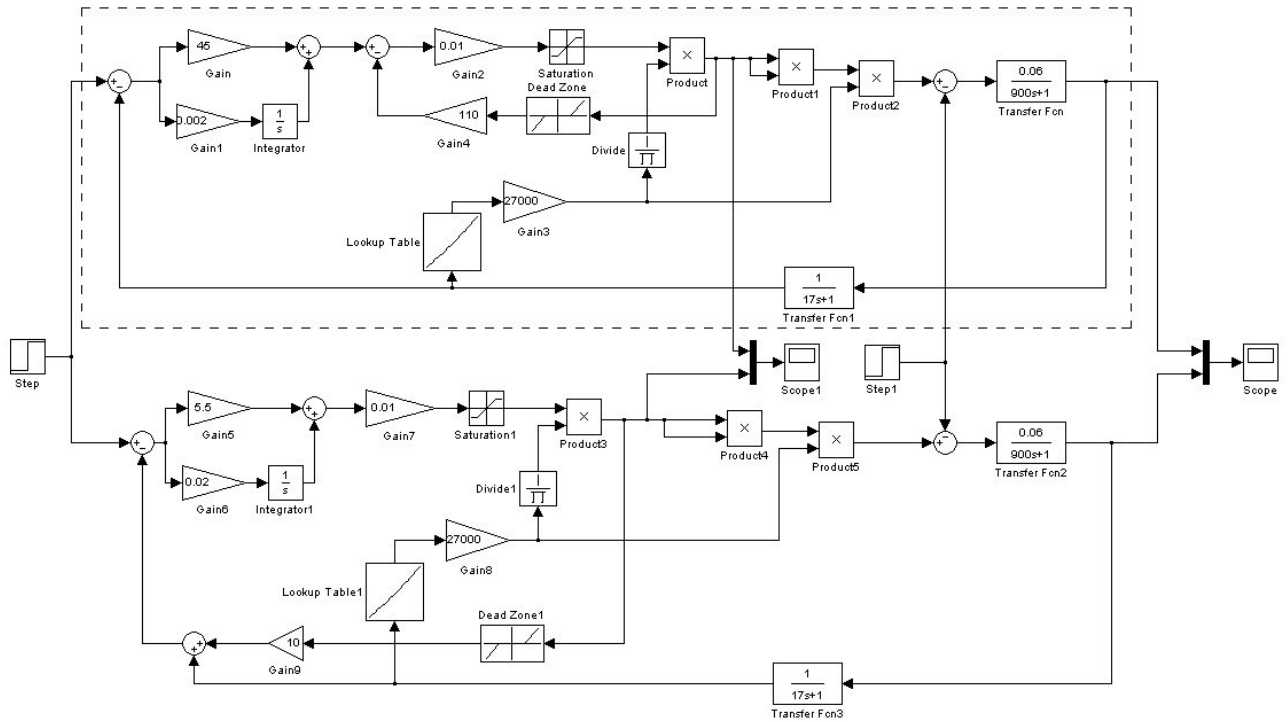 45
Gain
0.002
Gain1
1
s
Integrator
0.01
Gain2
Saturation
Dead Zone
110
Gain4
×
Product
Divide
×
Product1
×
Product2
0.06
900s+1
Transfer Fcn
27000
Gain3
Lookup Table
1
17s+1
Transfer Fcn1
Step
Scope1
Step1
Scope
5.5
Gain5
0.02
Gain6
1
s
Integrator1
0.01
Gain7
Saturation1
×
Product3
Divide1
×
Product4
×
Product5
0.06
900s+1
Transfer Fcn2
27000
Gain8
Lookup Table1
Dead Zone1
10
Gain9
1
17s+1
Transfer Fcn3